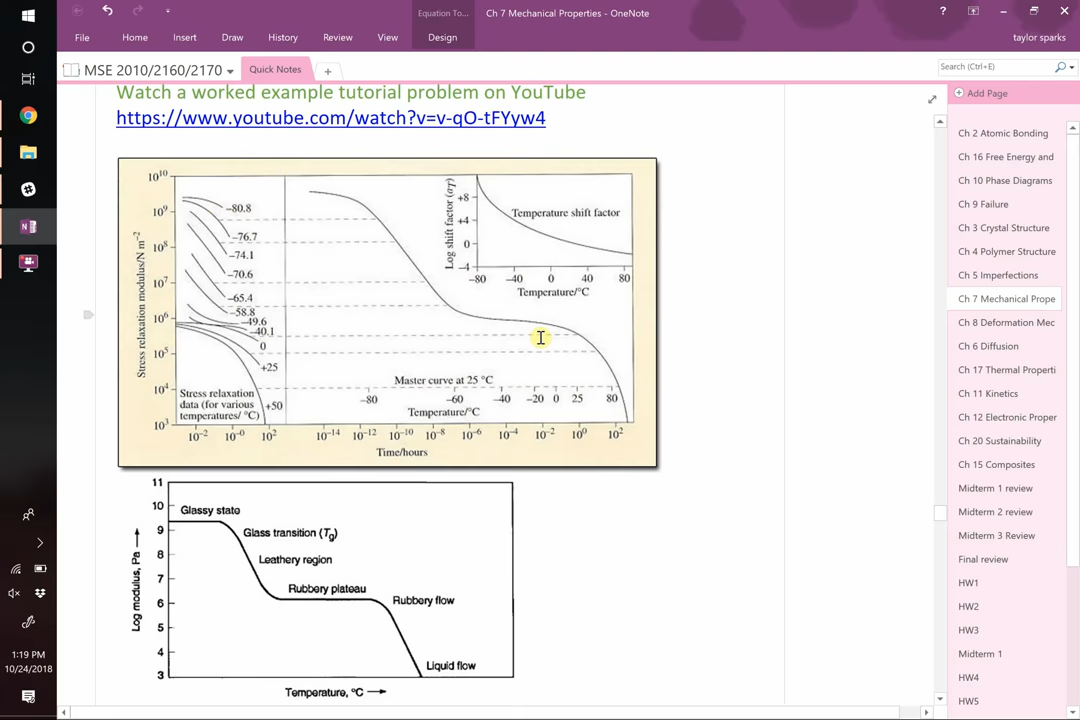 Equation To...
Ch 7 Mechanical Properties - OneNote
?
File
Home
Insert
Draw
History
Review
View
Design
taylor sparks
MSE 2010/2160/2170
Quick Notes
+
Search (Ctrl+E)
Watch a worked example tutorial problem on YouTube
https://www.youtube.com/watch?v=v-qO-tFYyw4
Add Page
Ch 2 Atomic Bonding
Ch 16 Free Energy and
Ch 10 Phase Diagrams
Ch 9 Failure
Ch 3 Crystal Structure
Ch 4 Polymer Structure
Ch 5 Imperfections
Ch 7 Mechanical Prope
Ch 8 Deformation Mec
Ch 6 Diffusion
Ch 17 Thermal Properti
Ch 11 Kinetics
Ch 12 Electronic Proper
Ch 20 Sustainability
Ch 15 Composites
Midterm 1 review
Midterm 2 review
Midterm 3 Review
Final review
HW1
HW2
HW3
Midterm 1
HW4
HW5
Stress relaxation modulus/N m⁻²
10¹⁰
10⁹
10⁸
10⁷
10⁶
10⁵
10⁴
10³
−80.8
−76.7
−74.1
−70.6
−65.4
−58.8
−49.6
−40.1
0
+25
+50
Stress relaxation
data (for various
temperatures/ °C)
Log shift factor (aT)
+8
+4
0
−4
Temperature shift factor
−80 −40 0 40 80
Temperature/°C
Master curve at 25 °C
−80 −60 −40 −20 0 25 80
Temperature/°C
10⁻² 10⁻⁰ 10² 10⁻¹⁴ 10⁻¹² 10⁻¹⁰ 10⁻⁸ 10⁻⁶ 10⁻⁴ 10⁻² 10⁰ 10²
Time/hours
Log modulus, Pa
11
10
9
8
7
6
5
4
3
Glassy state
Glass transition (Tg)
Leathery region
Rubbery plateau
Rubbery flow
Liquid flow
Temperature, °C
1:19 PM
10/24/2018